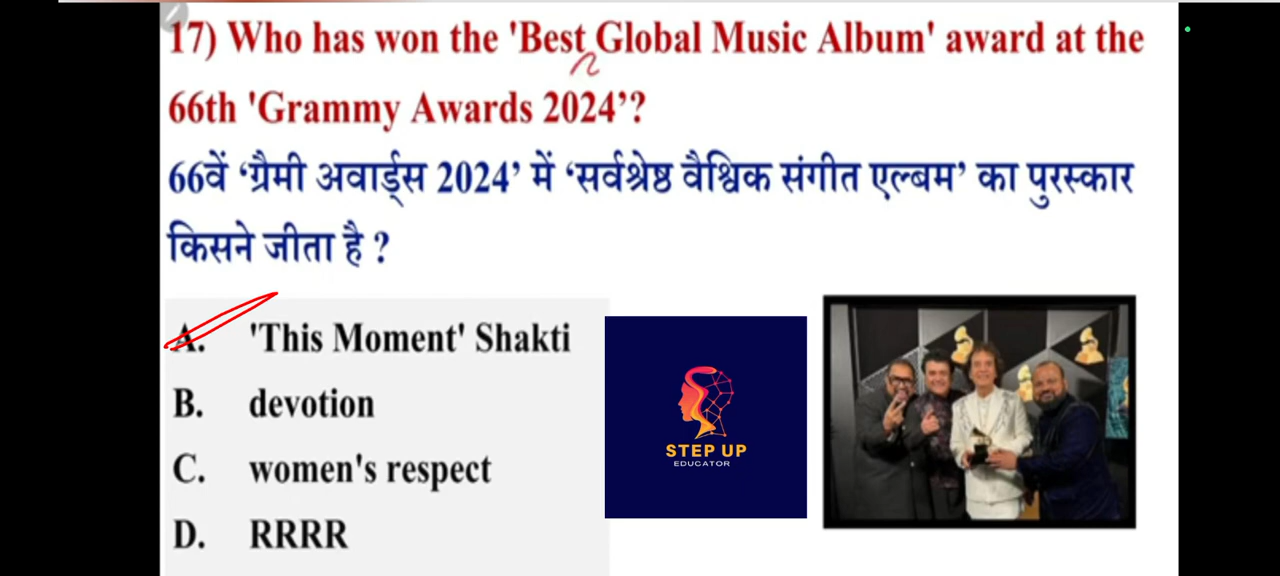 17) Who has won the 'Best Global Music Album' award at the
66th 'Grammy Awards 2024’?
66वें ‘ग्रैमी अवार्ड्स 2024’ में ‘सर्वश्रेष्ठ वैश्विक संगीत एल्बम’ का पुरस्कार
किसने जीता है ?
A. 'This Moment' Shakti
B. devotion
C. women's respect
D. RRRR
STEP UP
EDUCATOR